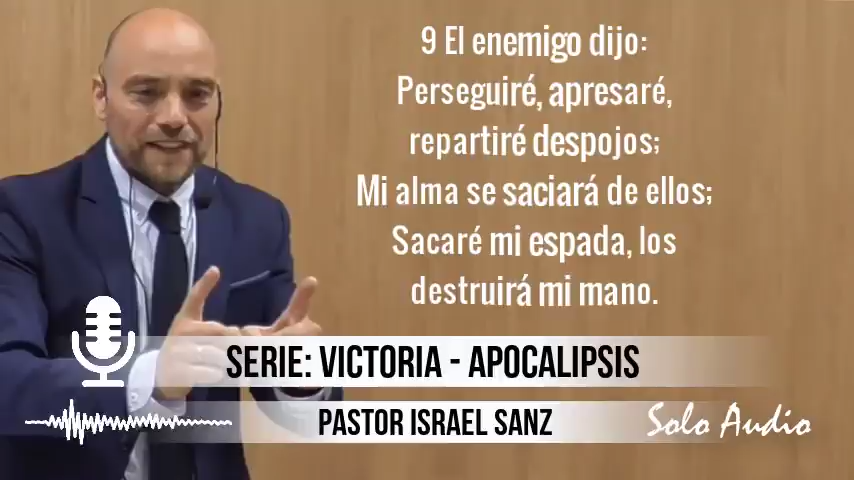 9 El enemigo dijo:
Perseguiré, apresaré,
repartiré despojos;
Mi alma se saciará de ellos;
Sacaré mi espada, los
destruirá mi mano.
SERIE: VICTORIA - APOCALIPSIS
PASTOR ISRAEL SANZ
Solo Audio